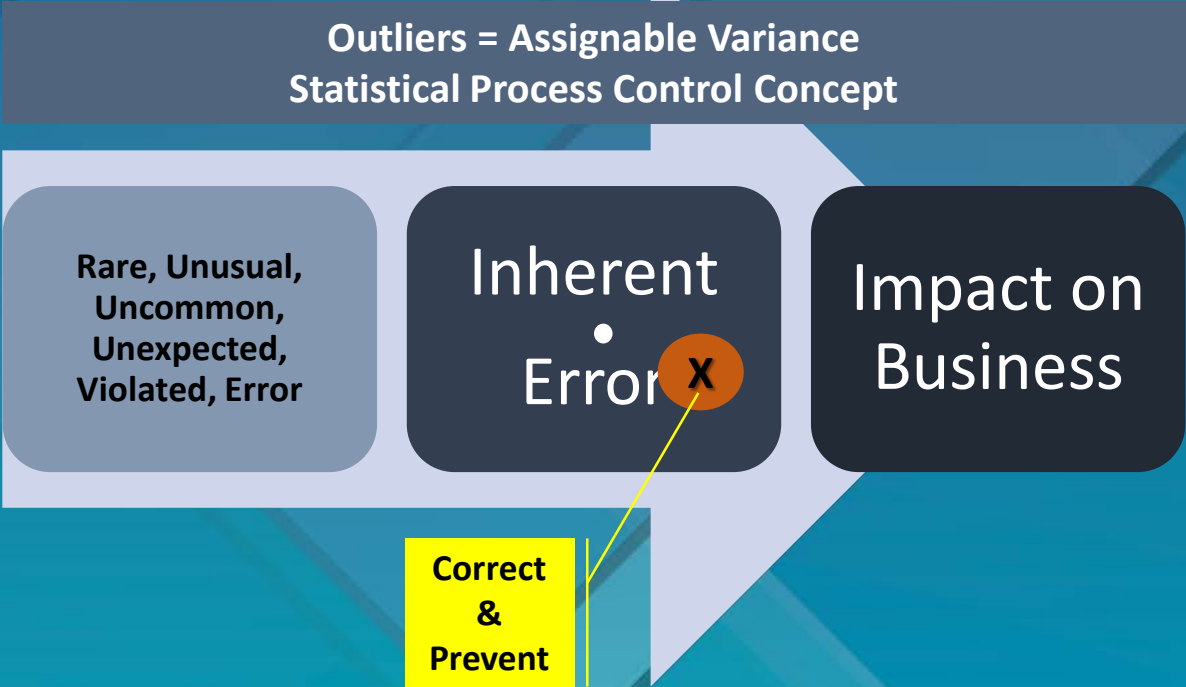 Outliers = Assignable Variance
Statistical Process Control Concept
Rare, Unusual,
Uncommon,
Unexpected,
Violated, Error
Inherent
•
Error
X
Impact on
Business
Correct
&
Prevent